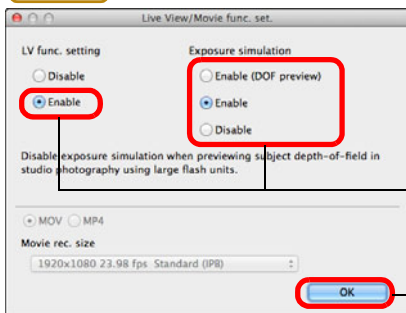 Live View/Movie func. set.
LV func. setting
Exposure simulation
Disable
Enable (DOF preview)
Enable
Enable
Disable
Disable exposure simulation when previewing subject depth-of-field in
studio photography using large flash units.
MOV MP4
Movie rec. size
1920x1080 23.98 fps Standard (IPB)
OK